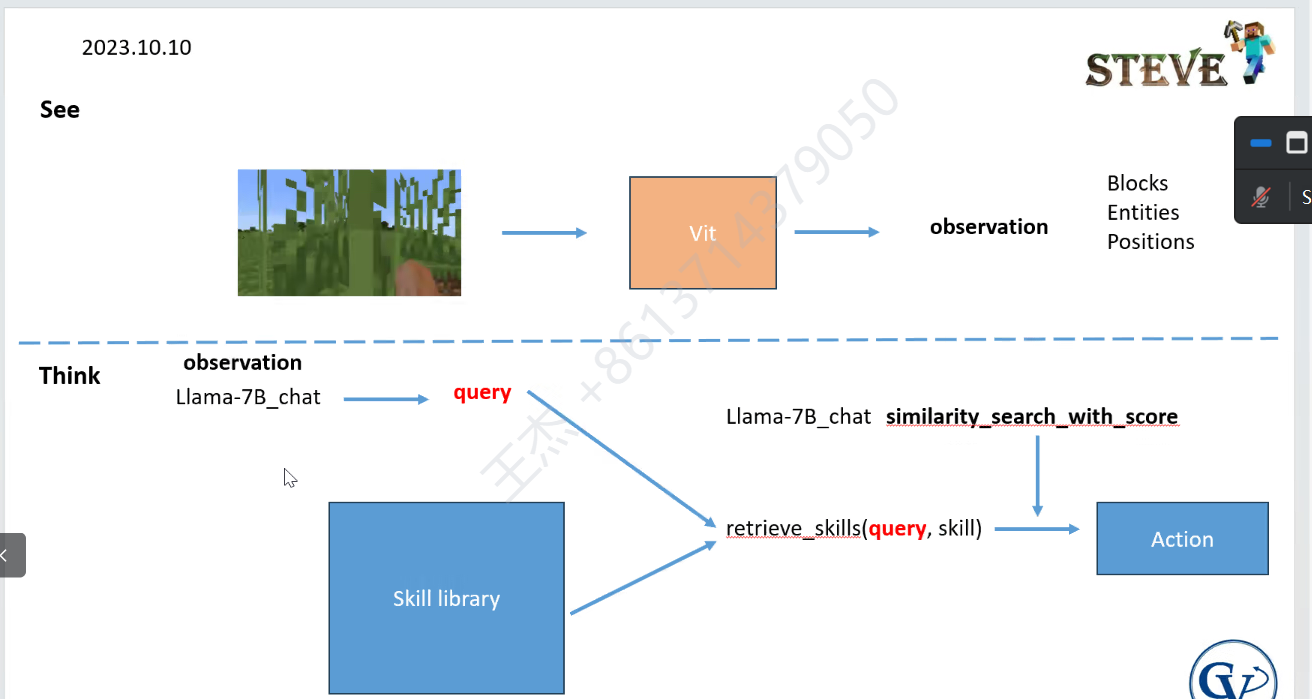 2023.10.10
STEVE
See
Vit
observation
Blocks
Entities
Positions
S
Think
observation
Llama-7B_chat
query
Llama-7B_chat similarity_search_with_score
retrieve_skills(query, skill)
Action
Skill library
王杰 +8613714379050
GV